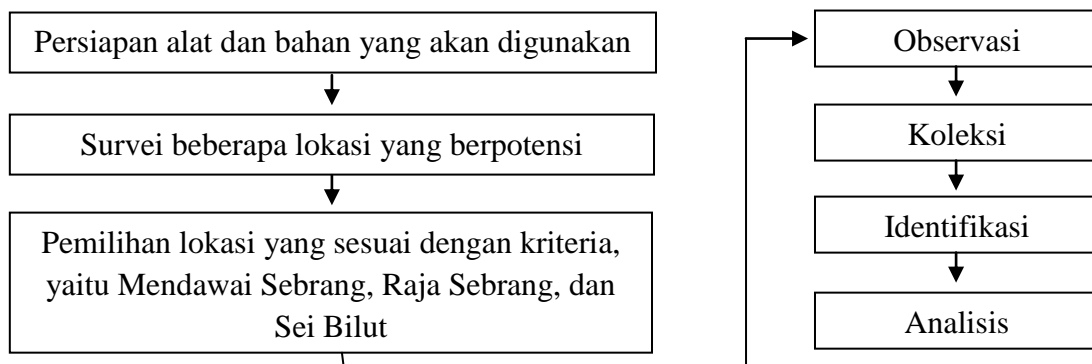 Persiapan alat dan bahan yang akan digunakan
Survei beberapa lokasi yang berpotensi
Pemilihan lokasi yang sesuai dengan kriteria,
yaitu Mendawai Sebrang, Raja Sebrang, dan
Sei Bilut
Observasi
Koleksi
Identifikasi
Analisis